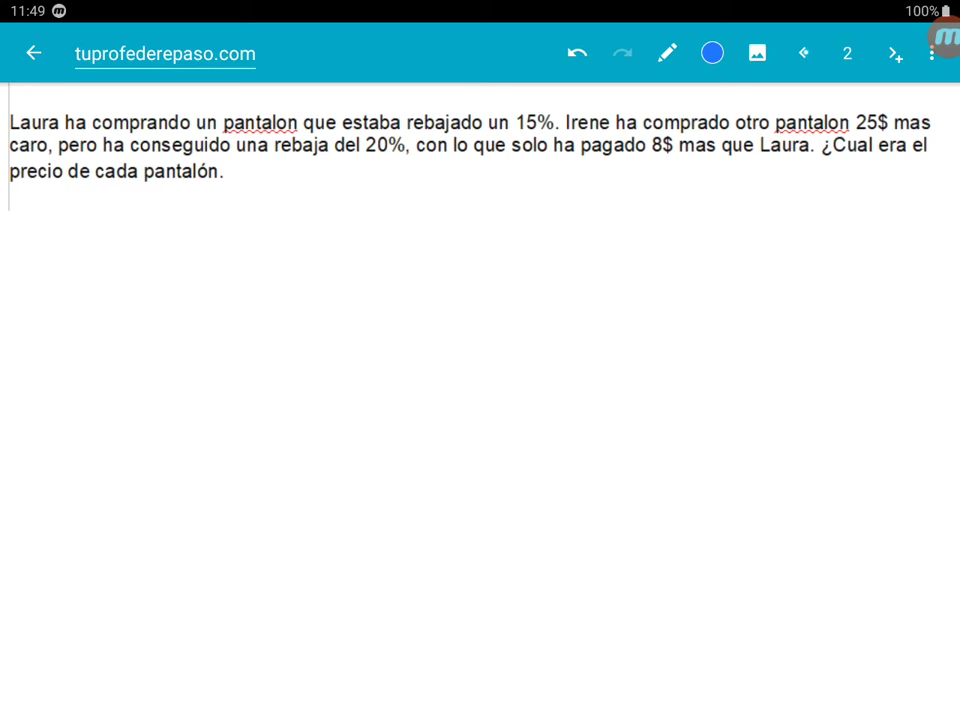 11:49 m 100%
tuprofederepaso.com 2
Laura ha comprando un pantalon que estaba rebajado un 15%. Irene ha comprado otro pantalon 25$ mas
caro, pero ha conseguido una rebaja del 20%, con lo que solo ha pagado 8$ mas que Laura. ¿Cual era el
precio de cada pantalón.